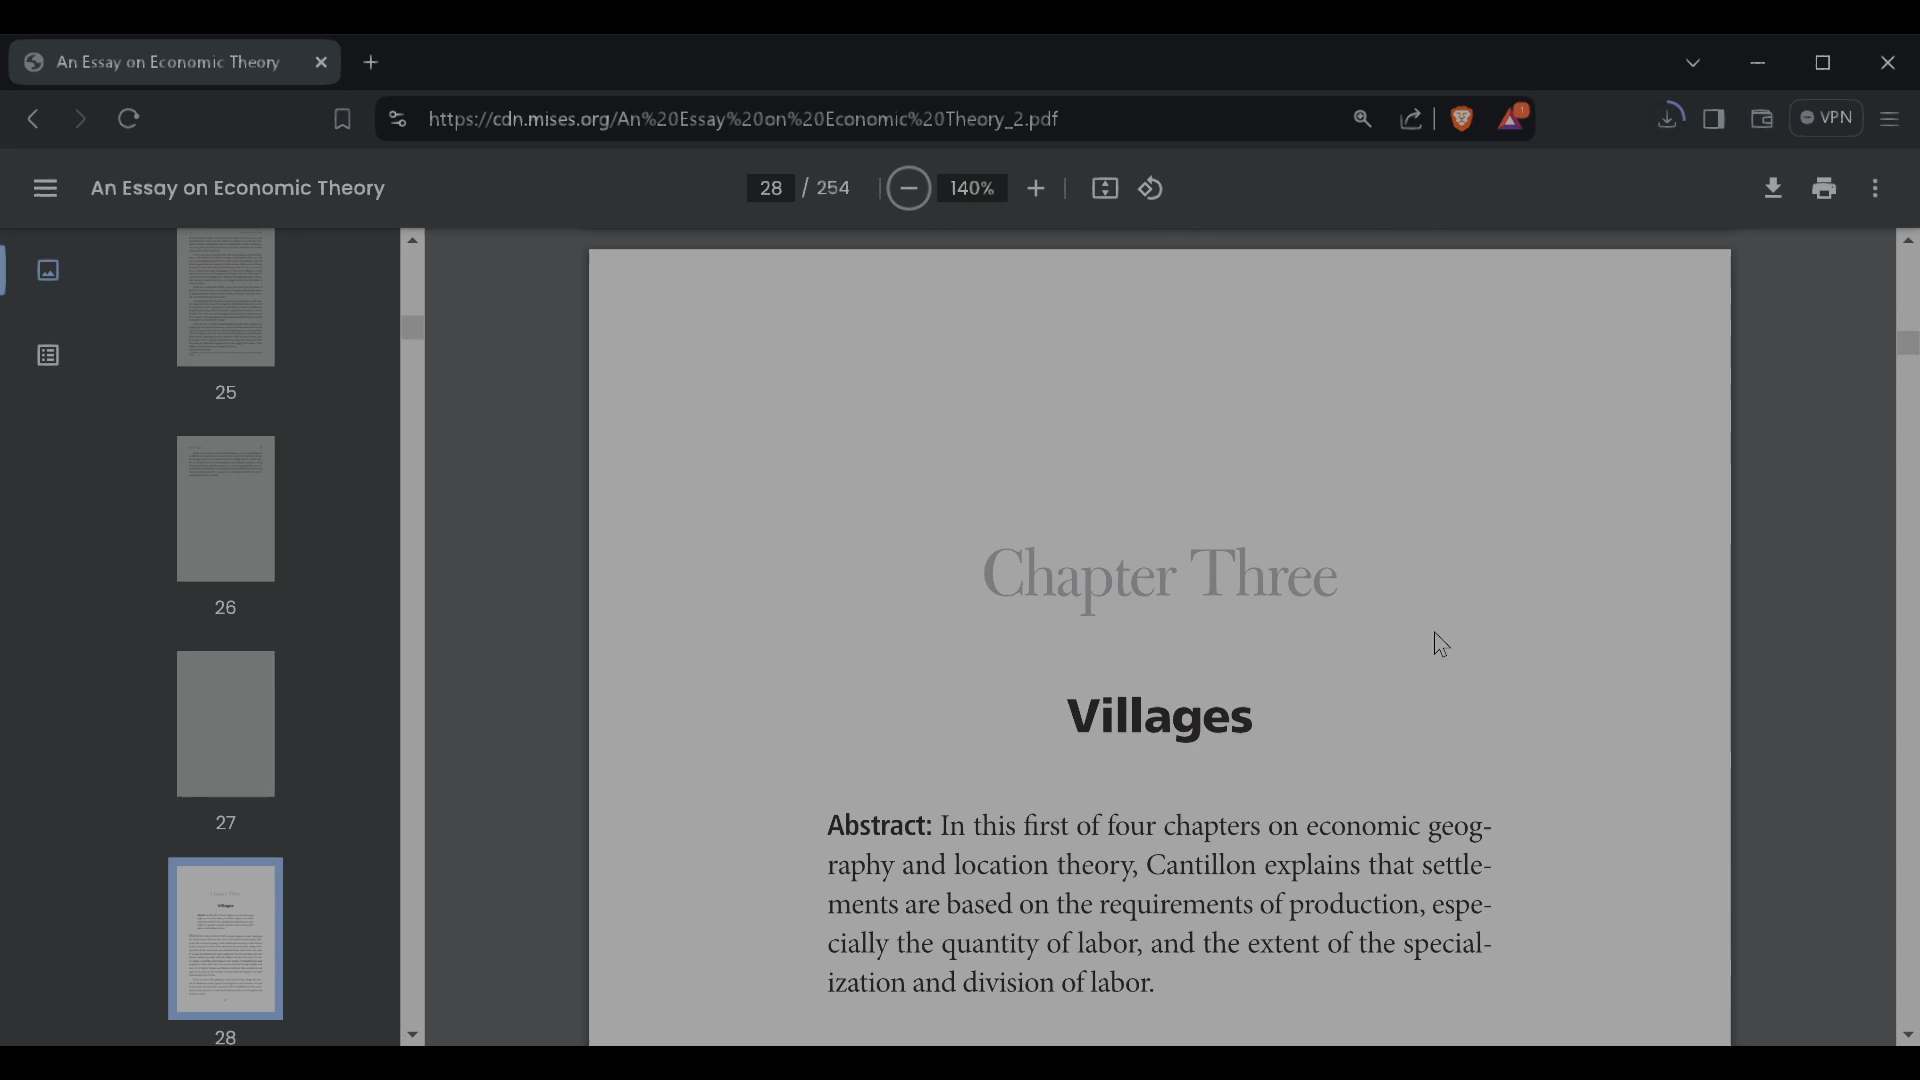 An Essay on Economic Theory
https://cdn.mises.org/An%20Essay%20on%20Economic%20Theory_2.pdf
1
VPN
An Essay on Economic Theory
28 / 254
140%
25
26
27
28
Chapter Three
Villages
Abstract: In this first of four chapters on economic geog-
raphy and location theory, Cantillon explains that settle-
ments are based on the requirements of production, espe-
cially the quantity of labor, and the extent of the special-
ization and division of labor.